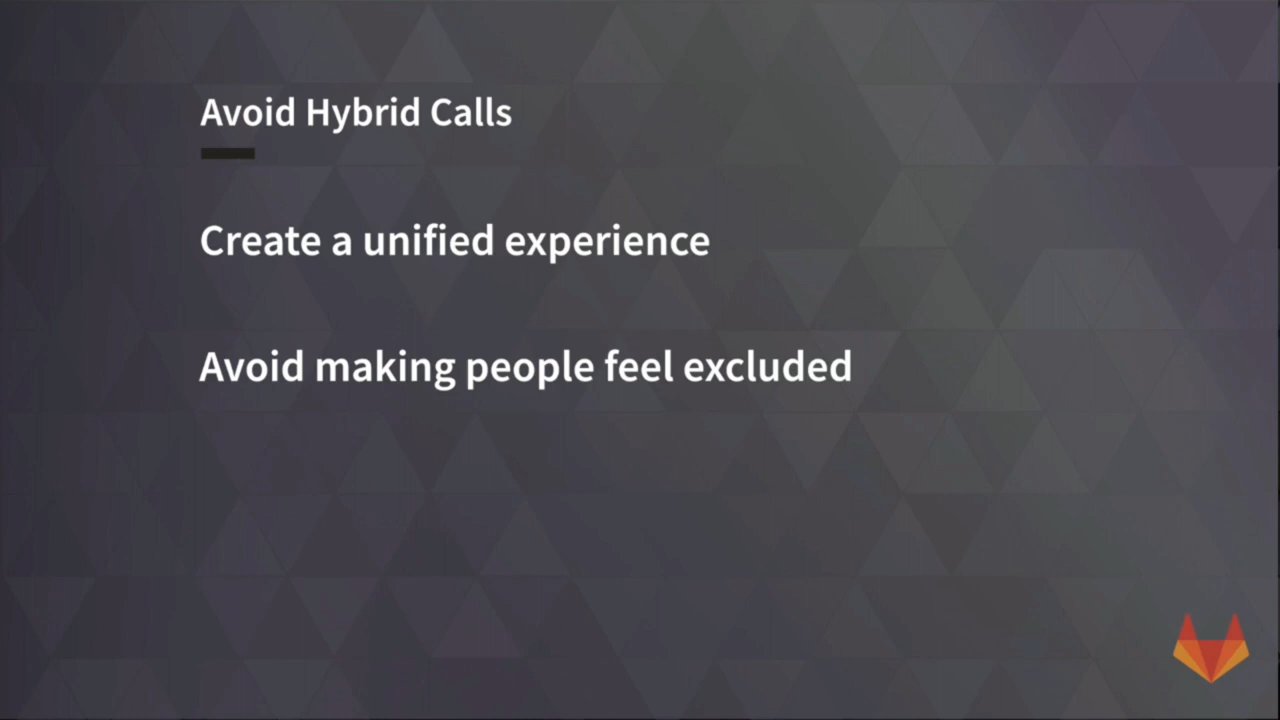 Avoid Hybrid Calls
Create a unified experience
Avoid making people feel excluded